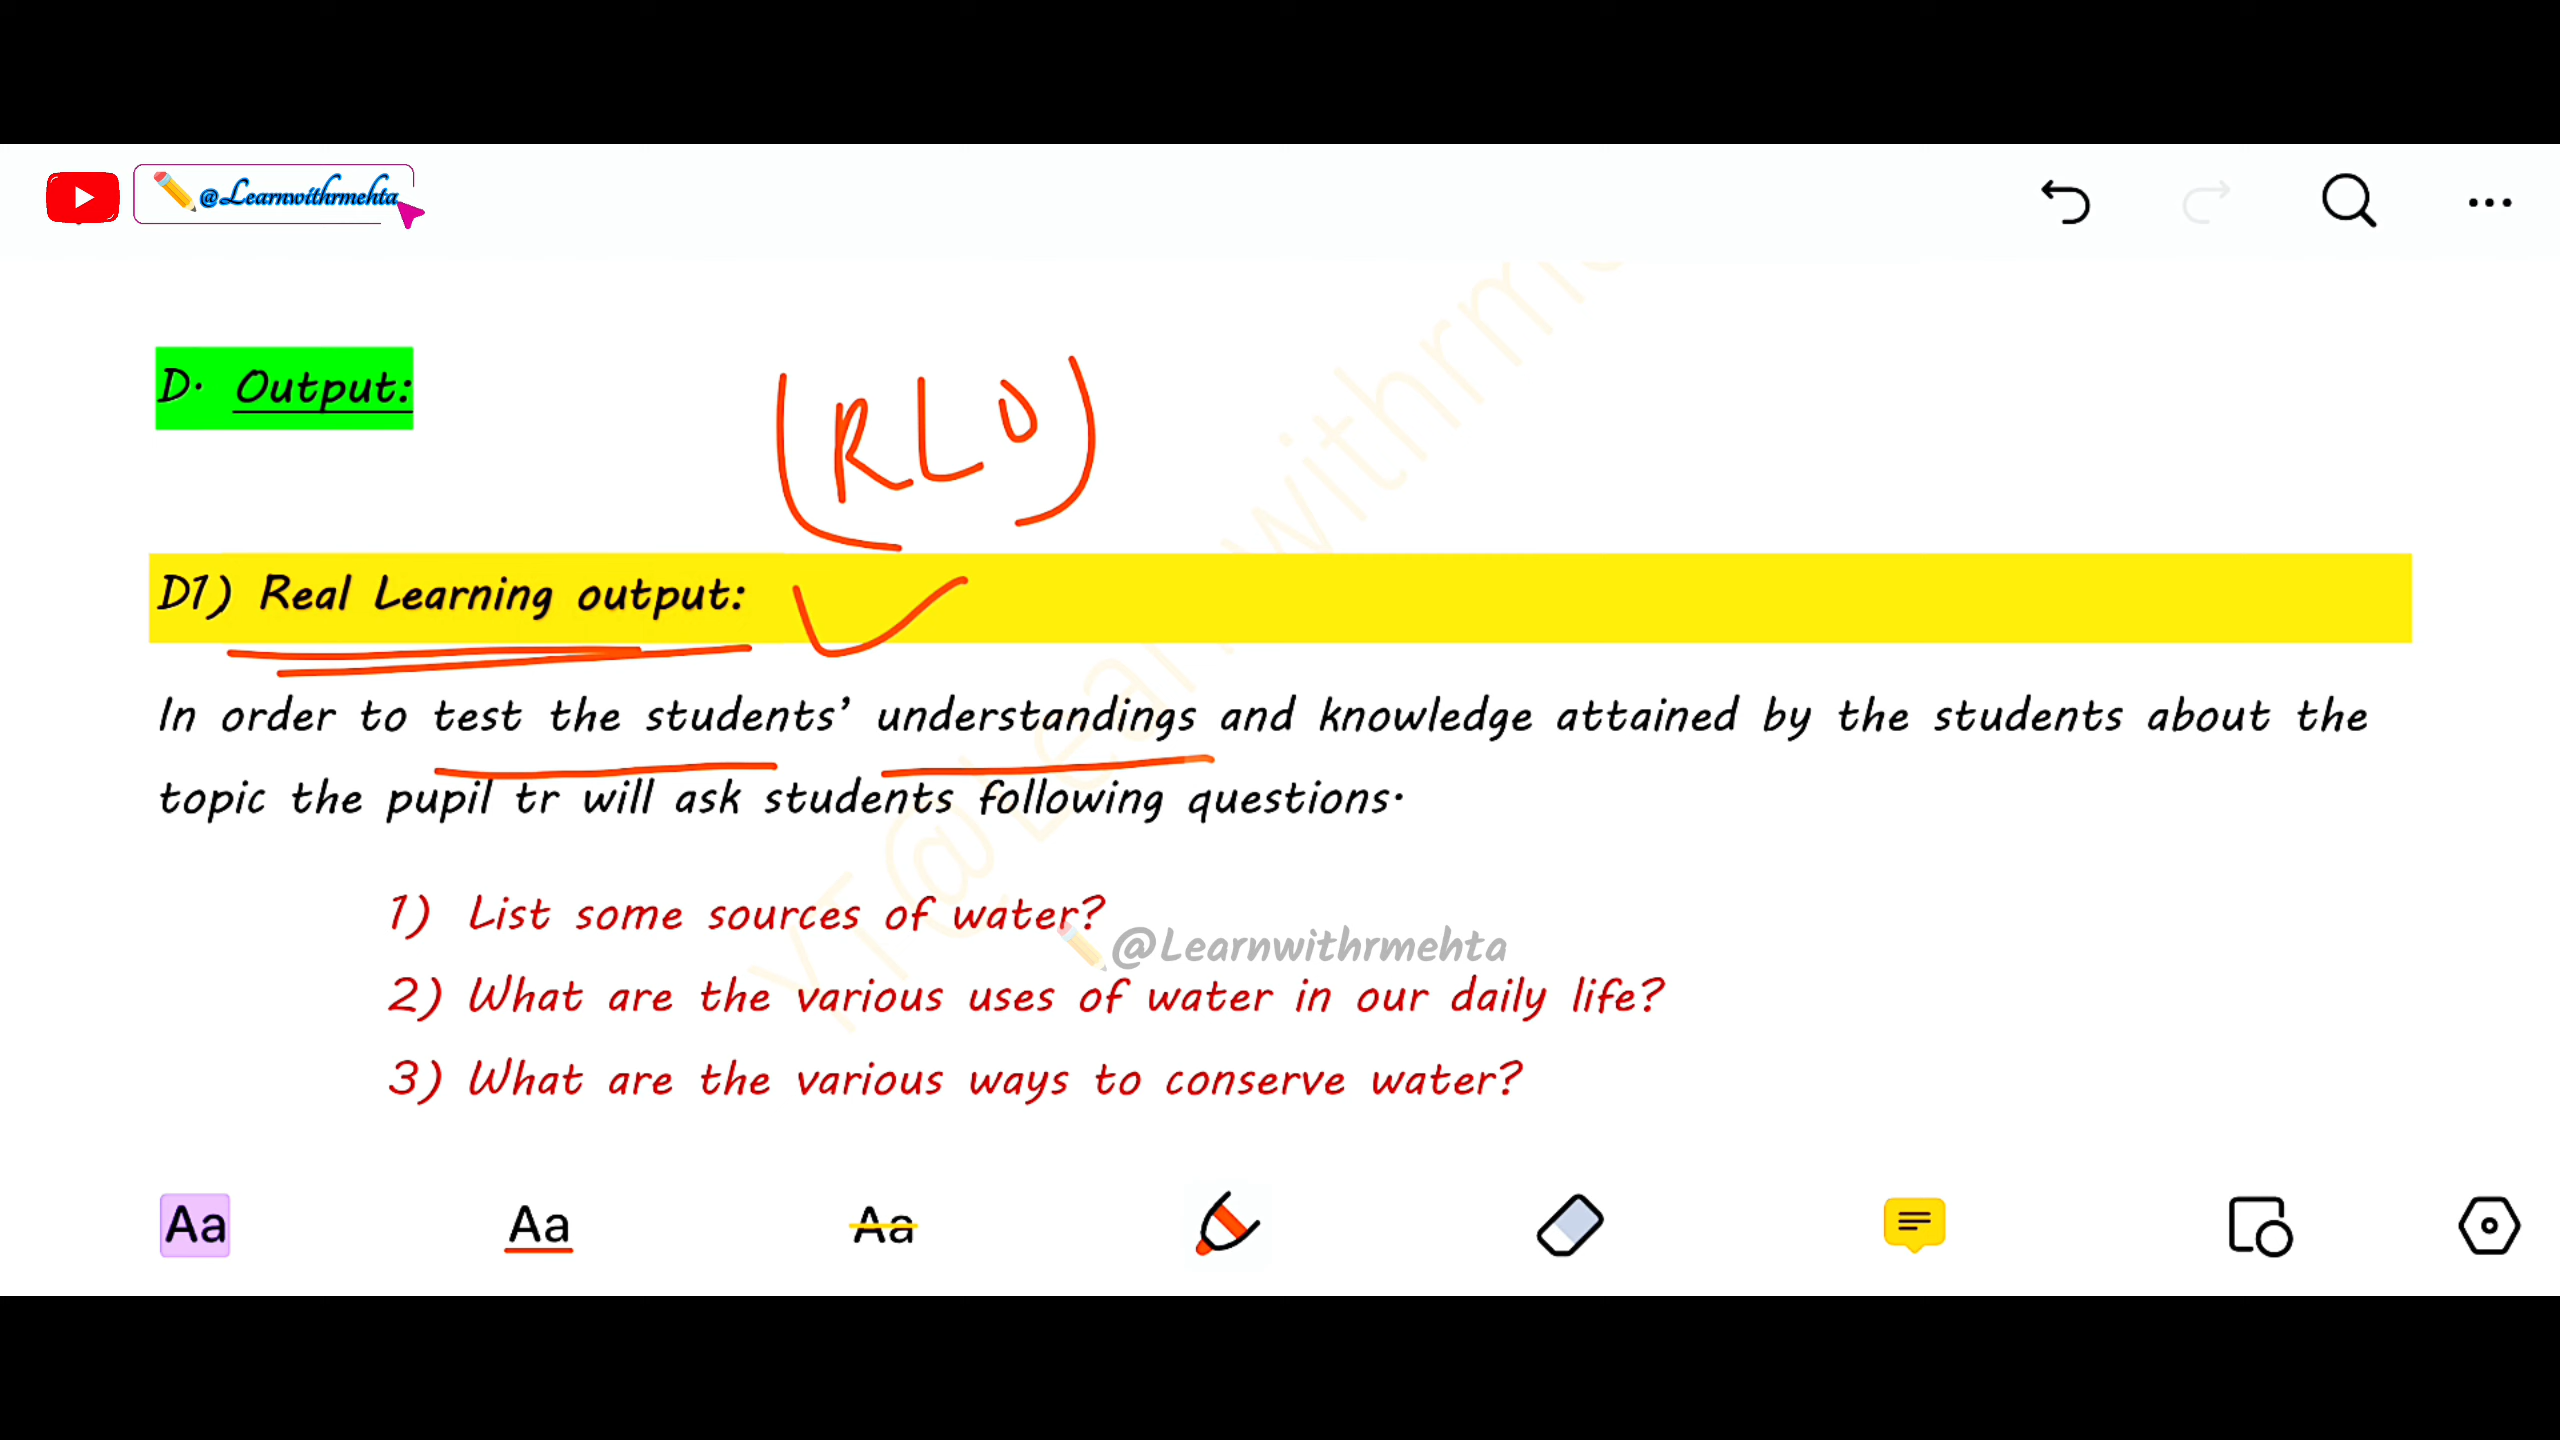 @Learnwithrmehta
D. Output:
(RLO)
D1) Real Learning output:
In order to test the students’ understandings and knowledge attained by the students about the
topic the pupil tr will ask students following questions.
1) List some sources of water?
@Learnwithrmehta
2) What are the various uses of water in our daily life?
3) What are the various ways to conserve water?
YT@Learnwithrm
Aa
Aa
Aa